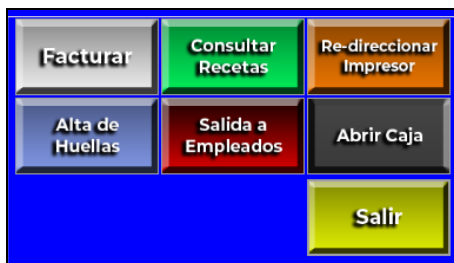 Facturar
Consultar
Recetas
Re-direccionar
Impresor
Alta de
Huellas
Salida a
Empleados
Abrir Caja
Salir